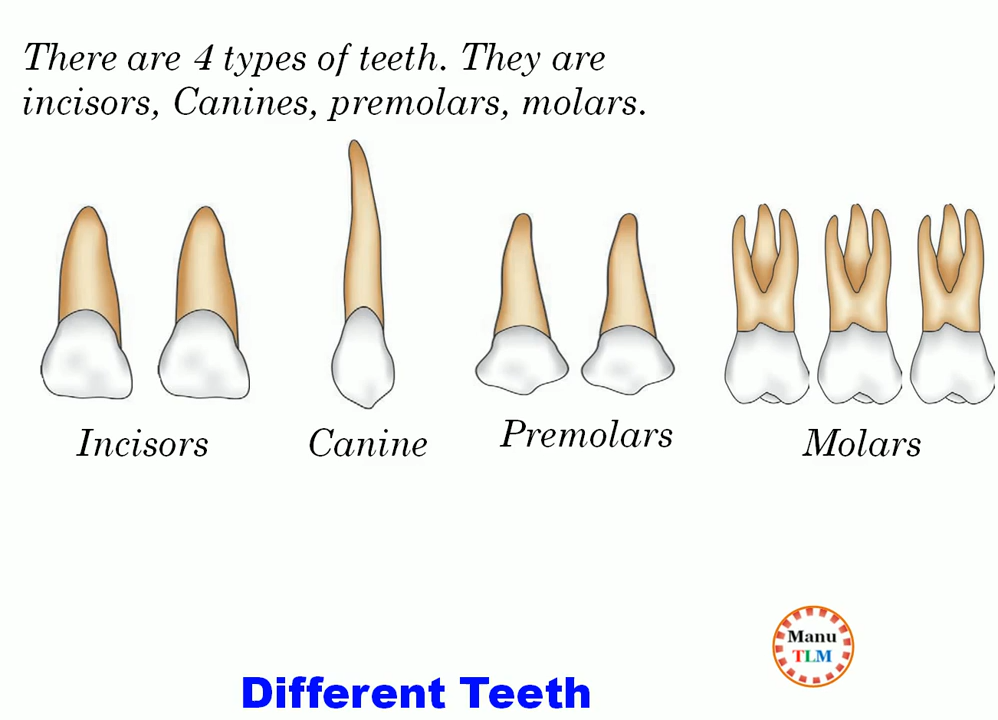 There are 4 types of teeth. They are
incisors, Canines, premolars, molars.
Incisors
Canine
Premolars
Molars
Manu
TLM
Different Teeth